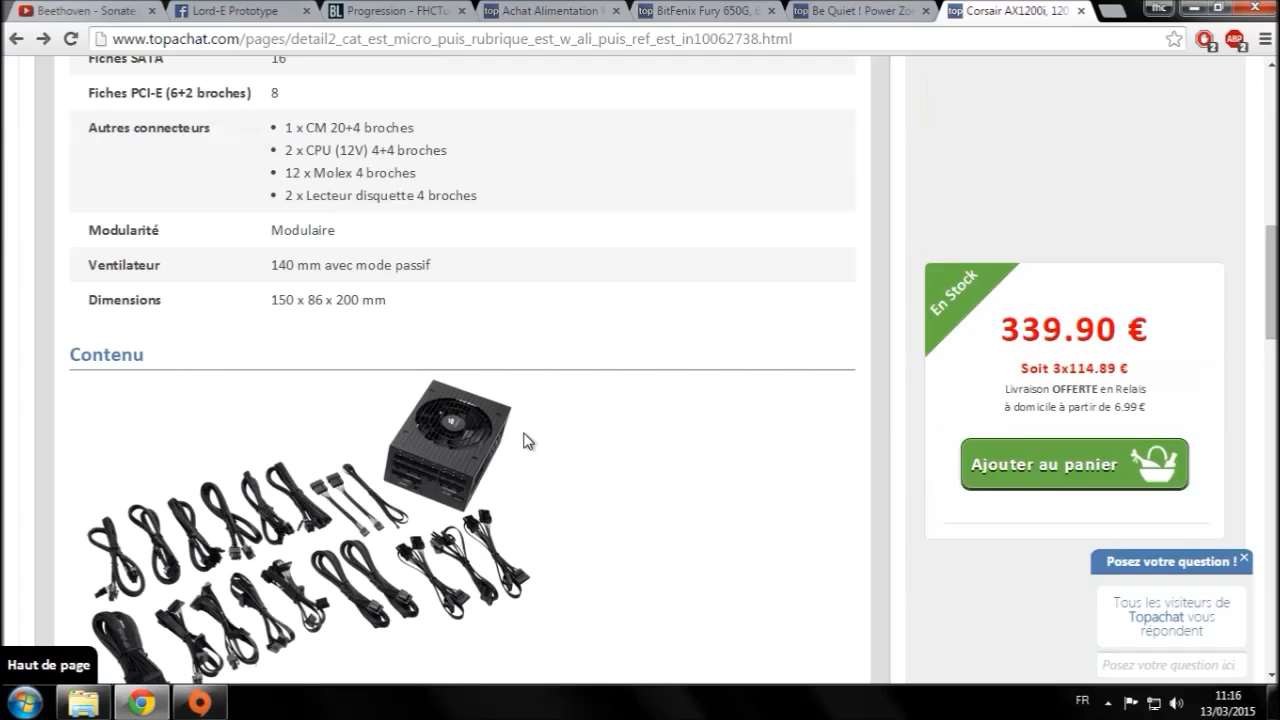 Beethoven - Sonate
Lord-E Prototype
Progression - FHCTu
Achat Alimentation
BitFenix Fury 650G,
Be Quiet ! Power Zo
Corsair AX1200i, 120
www.topachat.com/pages/detail2_cat_est_micro_puis_rubrique_est_w_ali_puis_ref_est_in10062738.html
2
ABP
2
Fiches SATA 16
Fiches PCI-E (6+2 broches) 8
Autres connecteurs
• 1 x CM 20+4 broches
• 2 x CPU (12V) 4+4 broches
• 12 x Molex 4 broches
• 2 x Lecteur disquette 4 broches
Modularité Modulaire
Ventilateur 140 mm avec mode passif
Dimensions 150 x 86 x 200 mm
Contenu
En Stock
339.90 €
Soit 3x114.89 €
Livraison OFFERTE en Relais
à domicile à partir de 6.99 €
Ajouter au panier
Posez votre question !
Tous les visiteurs de
Topachat vous
répondent
Posez votre question ici
Haut de page
FR
11:16
13/03/2015